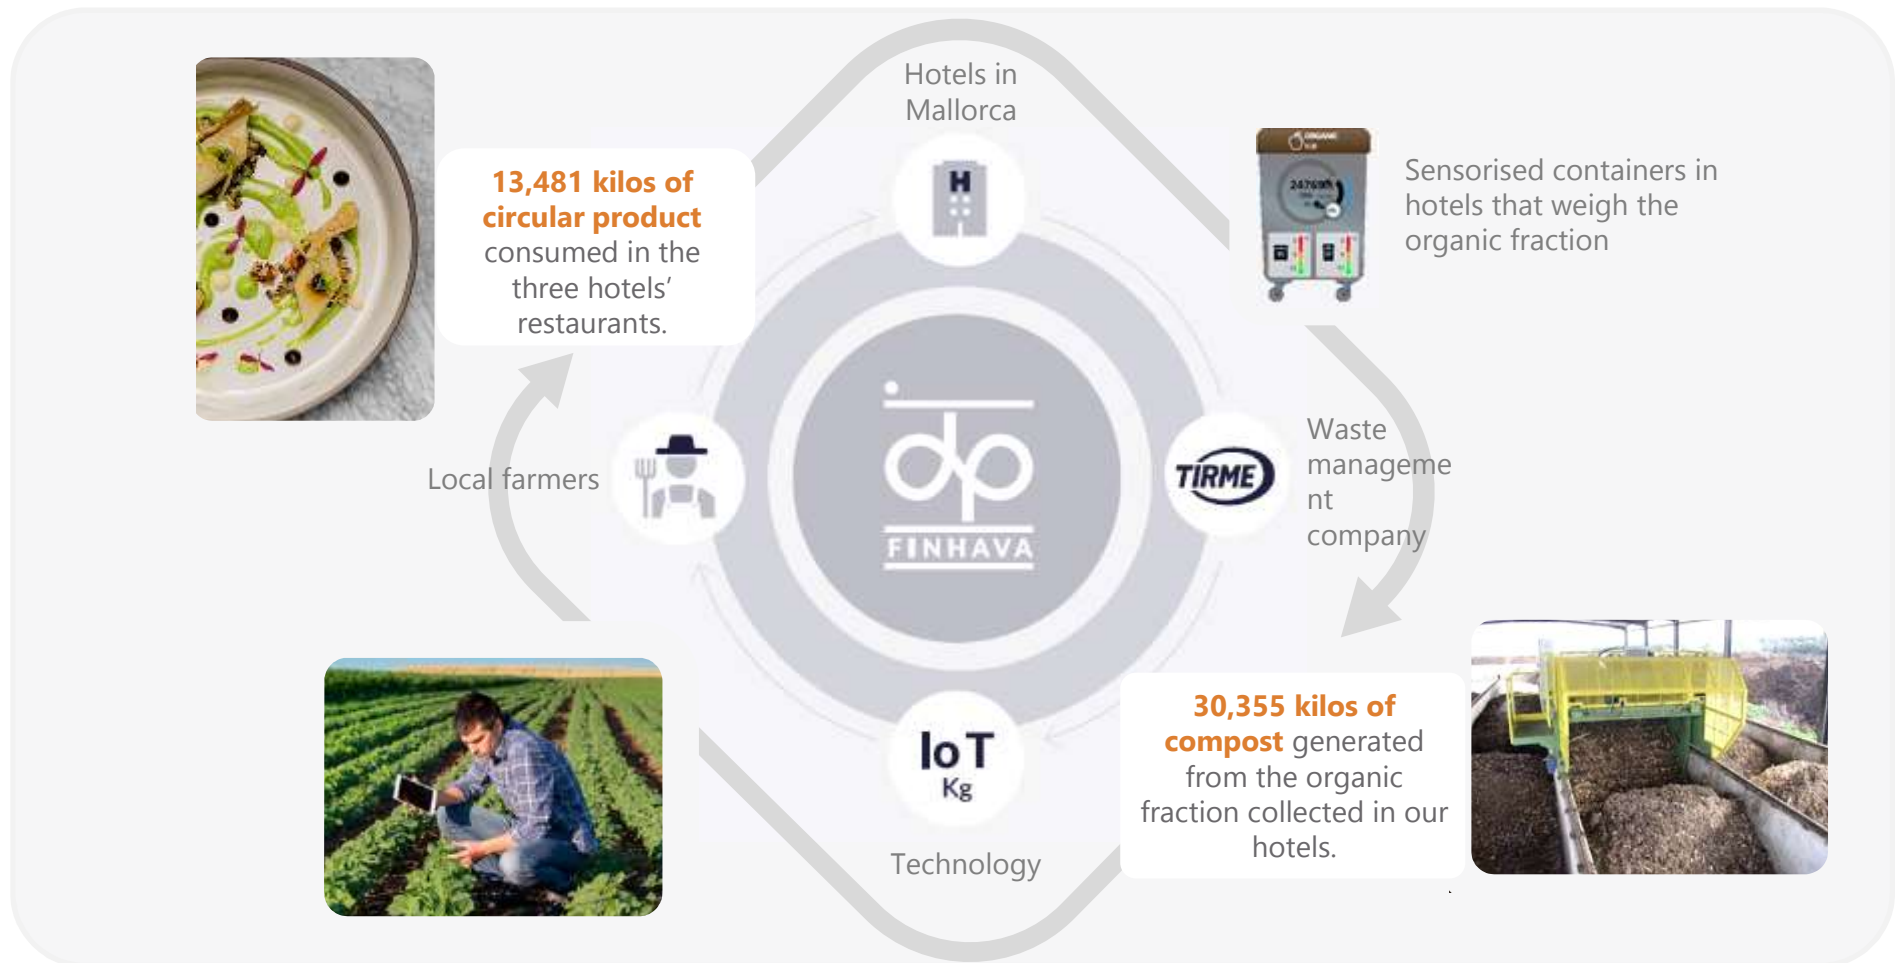 Hotels in
Mallorca
H
13,481 kilos of
circular product
consumed in the
three hotels’
restaurants.
ORGANIC
Sensorised containers in
hotels that weigh the
organic fraction
Local farmers
dp
FINHAVA
TIRME
Waste
manageme
nt
company
IoT
Kg
Technology
30,355 kilos of
compost generated
from the organic
fraction collected in our
hotels.